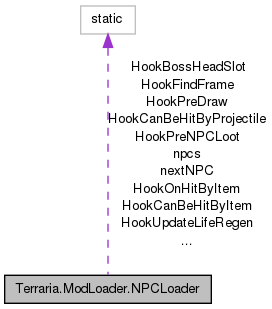 static
HookBossHeadSlot
HookFindFrame
HookPreDraw
HookCanBeHitByProjectile
HookPreNPCLoot
npcs
nextNPC
HookOnHitByItem
HookCanBeHitByItem
HookUpdateLifeRegen
...
Terraria.ModLoader.NPCLoader